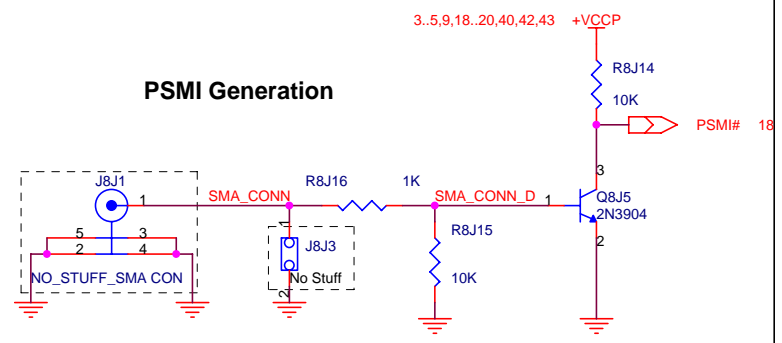 3..5,9,18..20,40,42,43 +VCCP
R8J14
10K
PSMI Generation
PSMI# 18
3
J8J1
1
SMA_CONN
R8J16
1K
SMA_CONN_D
1
Q8J5
2N3904
2
R8J15
10K
5
3
2
4
NO_STUFF_SMA CON
1
J8J3
No Stuff
2